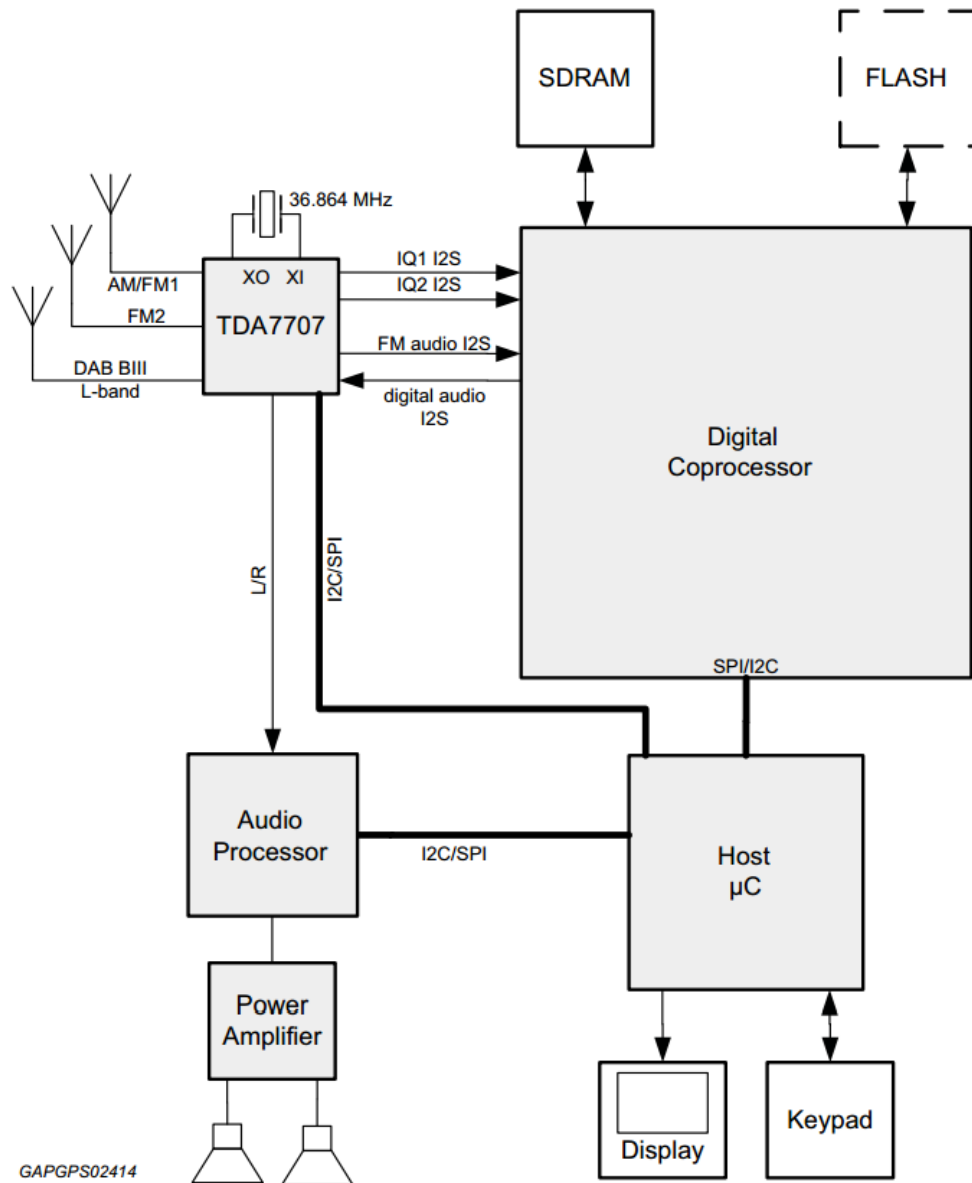 SDRAM
FLASH
36.864 MHz
XO XI
TDA7707
AM/FM1
FM2
DAB BIII
L-band
IQ1 I2S
IQ2 I2S
FM audio I2S
digital audio
I2S
Digital
Coprocessor
SPI/I2C
L/R
I2C/SPI
Audio
Processor
I2C/SPI
Host
µC
Power
Amplifier
Display
Keypad
GAPGPS02414